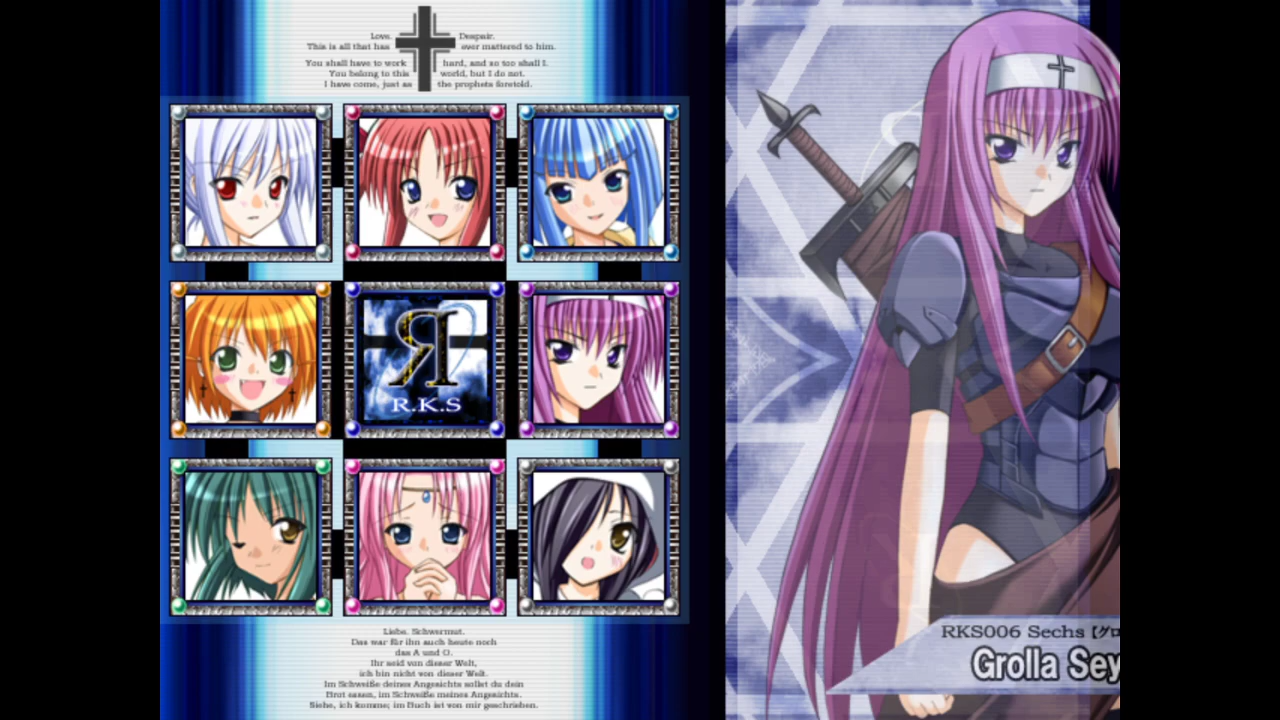 Love. Despair.
This is all that has ever mattered to him.
You shall have to work hard, and so too shall I.
You belong to this world, but I do not.
I have come, just as the prophets foretold.
R
R.K.S
Liebe. Schwermut.
Das war für ihn auch heute noch
das A und O.
Ihr seid von dieser Welt,
ich bin nicht von dieser Welt.
Im Schweiße deines Angesichts sollst du dein
Brot essen, im Schweiße meines Angesichts.
Siehe, ich komme; im Buch ist von mir geschrieben.
RKS006 Sechs【グロ
Grolla Sey